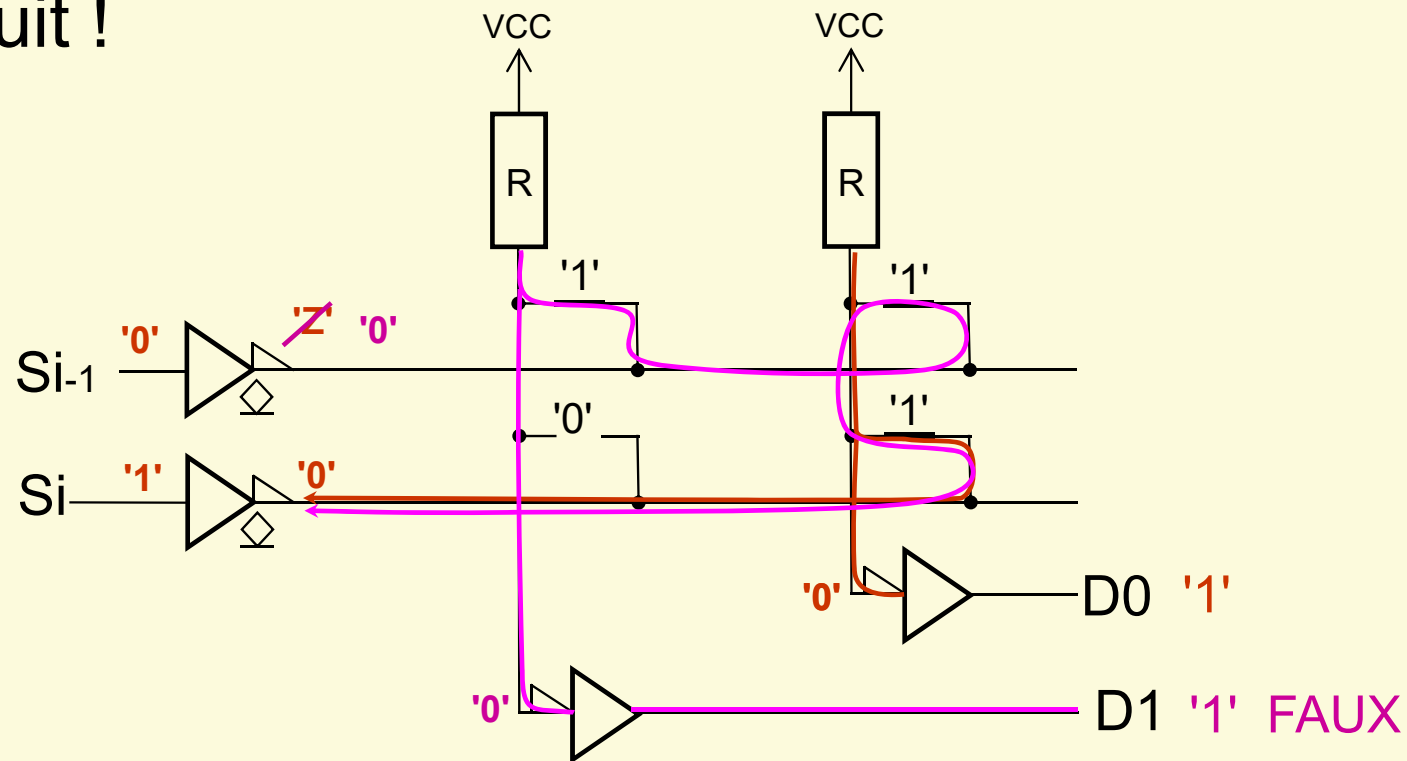 uit !
VCC VCC
R R
'1' '1'
'0' 'Z' '0'
Si-1
'0' '1'
'1' '0'
Si
'0' D0 '1'
'0' D1 '1' FAUX